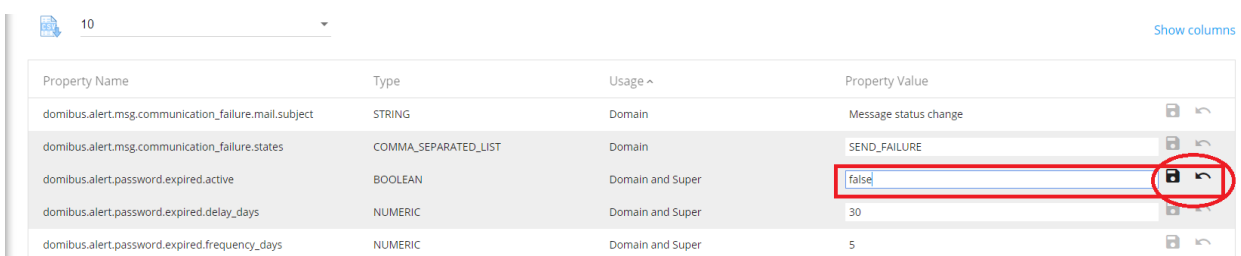 CSV 10
Show columns
Property Name Type Usage Property Value
domibus.alert.msg.communication_failure.mail.subject STRING Domain Message status change
domibus.alert.msg.communication_failure.states COMMA_SEPARATED_LIST Domain SEND_FAILURE
domibus.alert.password.expired.active BOOLEAN Domain and Super false
domibus.alert.password.expired.delay_days NUMERIC Domain and Super 30
domibus.alert.password.expired.frequency_days NUMERIC Domain and Super 5